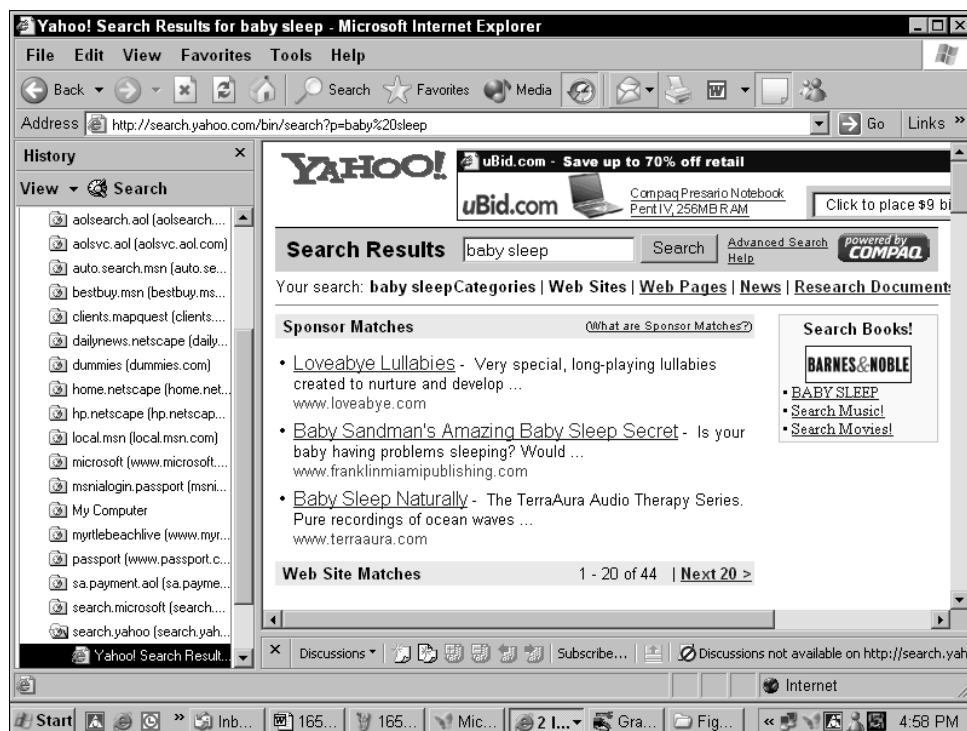 Yahoo! Search Results for baby sleep - Microsoft Internet Explorer
File Edit View Favorites Tools Help
Back Search Favorites Media
Address http://search.yahoo.com/bin/search?p=baby%20sleep Go Links »
History ×
View Search
aolsearch.aol (aolsearch....
aolsvc.aol (aolsvc.aol.com)
auto.search.msn (auto.se...
bestbuy.msn (bestbuy.ms...
clients.mapquest (clients....
dailynews.netscape (daily...
dummies (dummies.com)
home.netscape (home.net...
hp.netscape (hp.netscap...
local.msn (local.msn.com)
microsoft (www.microsoft....
msnialogin.passport (msni...
My Computer
myrtlebeachlive (www.myr...
passport (www.passport.c...
sa.payment.aol (sa.payme...
search.microsoft (search....
search.yahoo (search.yah...
Yahoo! Search Result...
YAHOO!
uBid.com - Save up to 70% off retail
uBid.com
Compaq Presario Notebook
Pent IV, 256MB RAM
Click to place $9 bi
Search Results baby sleep Search
Advanced Search
Help
powered by
COMPAQ
Your search: baby sleepCategories | Web Sites | Web Pages | News | Research Document
Sponsor Matches (What are Sponsor Matches?)
• Loveabye Lullabies - Very special, long-playing lullabies
created to nurture and develop ...
www.loveabye.com
• Baby Sandman's Amazing Baby Sleep Secret - Is your
baby having problems sleeping? Would ...
www.franklinmiamipublishing.com
• Baby Sleep Naturally - The TerraAura Audio Therapy Series.
Pure recordings of ocean waves ...
www.terraaura.com
Web Site Matches 1 - 20 of 44 | Next 20 >
Search Books!
BARNES&NOBLE
• BABY SLEEP
• Search Music!
• Search Movies!
× Discussions Subscribe... Discussions not available on http://search.yah
Internet
Start » Inb... 165... 165... Mic... 2 I... Gra... Fig... « 4:58 PM